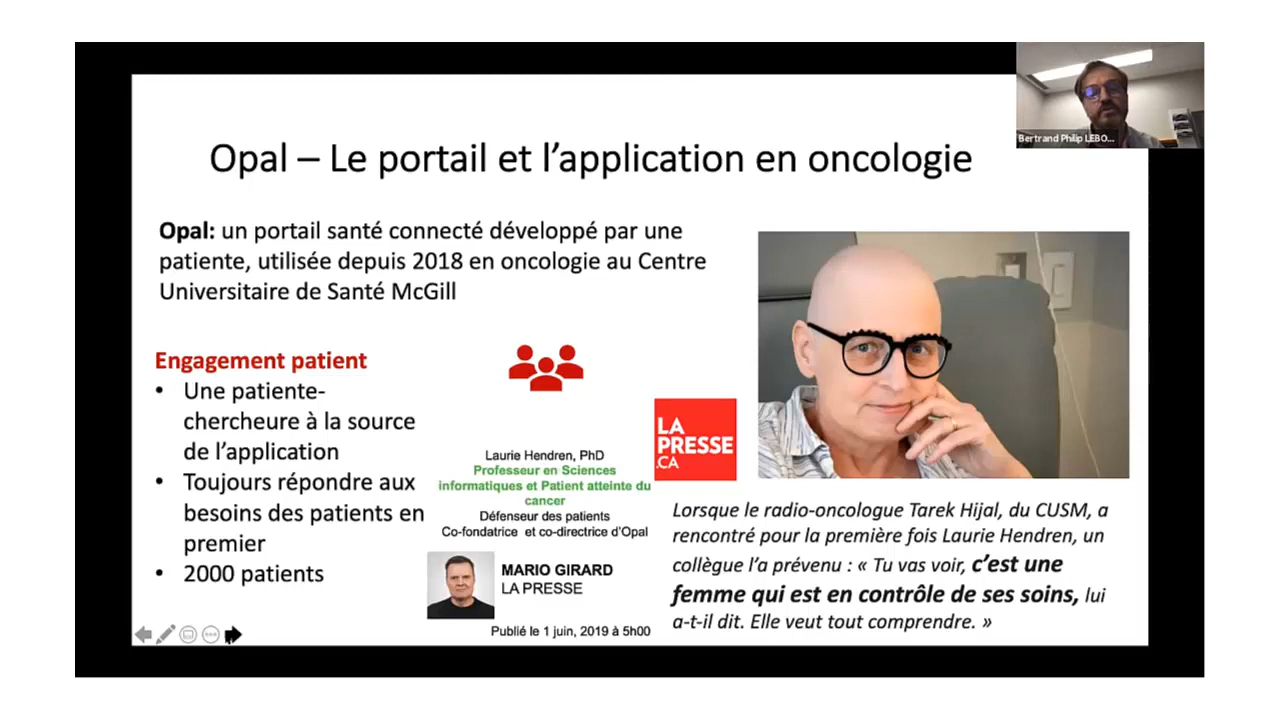 Bertrand Philip LEBO...
Opal – Le portail et l’application en oncologie
Opal: un portail santé connecté développé par une
patiente, utilisée depuis 2018 en oncologie au Centre
Universitaire de Santé McGill
Engagement patient
• Une patiente-
chercheure à la source
de l’application
• Toujours répondre aux
besoins des patients en
premier
• 2000 patients
Laurie Hendren, PhD
Professeur en Sciences
informatiques et Patient atteinte du
cancer
Défenseur des patients
Co-fondatrice et co-directrice d’Opal
MARIO GIRARD
LA PRESSE
Publié le 1 juin, 2019 à 5h00
LA
PRESSE
.CA
Lorsque le radio-oncologue Tarek Hijal, du CUSM, a
rencontré pour la première fois Laurie Hendren, un
collègue l’a prévenu : « Tu vas voir, c’est une
femme qui est en contrôle de ses soins, lui
a-t-il dit. Elle veut tout comprendre. »